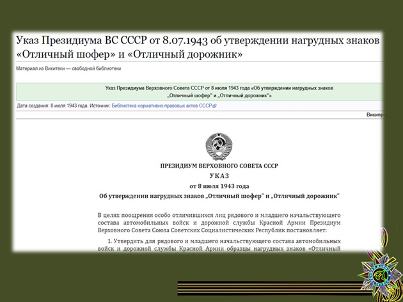 Указ Президиума ВС СССР от 8.07.1943 об утверждении нагрудных знаков
«Отличный шофер» и «Отличный дорожник»
Материал из Викитеки — свободной библиотеки
Указ Президиума Верховного Совета СССР от 8 июля 1943 года «Об утверждении нагрудных знаков
„Отличный шофер“ и „Отличный дорожник“»
Дата создания: 8 июля 1943 года. Источник: Библиотека нормативно-правовых актов СССР
ПРЕЗИДИУМ ВЕРХОВНОГО СОВЕТА СССР
УКАЗ
от 8 июля 1943 года
Об утверждении нагрудных знаков „Отличный шофер" и „Отличный дорожник"
В целях поощрения особо отличившихся лиц рядового и младшего начальствующего
состава автомобильных войск и дорожной службы Красной Армии Президиум
Верховного Совета Союза Советских Социалистических Республик постановляет:
1. Утвердить для рядового и младшего начальствующего состава автомобильных
войск и дорожной службы Красной Армии образцы нагрудных знаков «Отличный